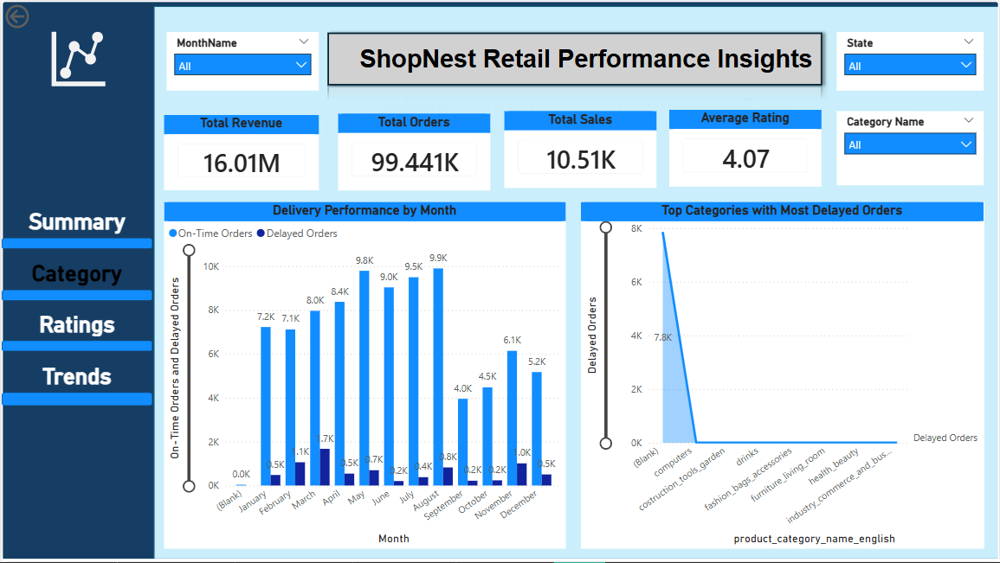 MonthName
All
ShopNest Retail Performance Insights
State
All
Total Revenue
16.01M
Total Orders
99.441K
Total Sales
10.51K
Average Rating
4.07
Category Name
All
Summary
Category
Ratings
Trends
Delivery Performance by Month
On-Time Orders Delayed Orders
On-Time Orders and Delayed Orders
10K
8K
6K
4K
2K
0K
0.0K
7.2K
0.5K
7.1K
1.1K
8.0K
1.7K
8.4K
0.5K
9.8K
0.7K
9.0K
0.2K
9.5K
0.4K
9.9K
0.8K
4.0K
0.2K
4.5K
0.2K
6.1K
1.0K
5.2K
0.5K
(Blank)
January
February
March
April
May
June
July
August
September
October
November
December
Month
Top Categories with Most Delayed Orders
Delayed Orders
8K
6K
4K
2K
0K
7.8K
Delayed Orders
(Blank)
computers
costruction_tools_garden
drinks
fashion_bags_accessories
furniture_living_room
health_beauty
industry_commerce_and_bus...
product_category_name_english